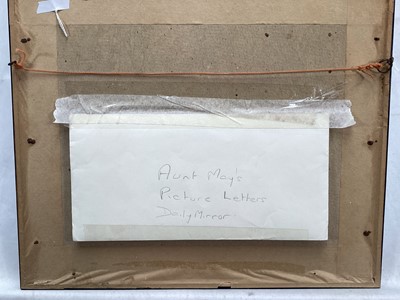 Aunt May's
Picture Letters
Daily Mirror